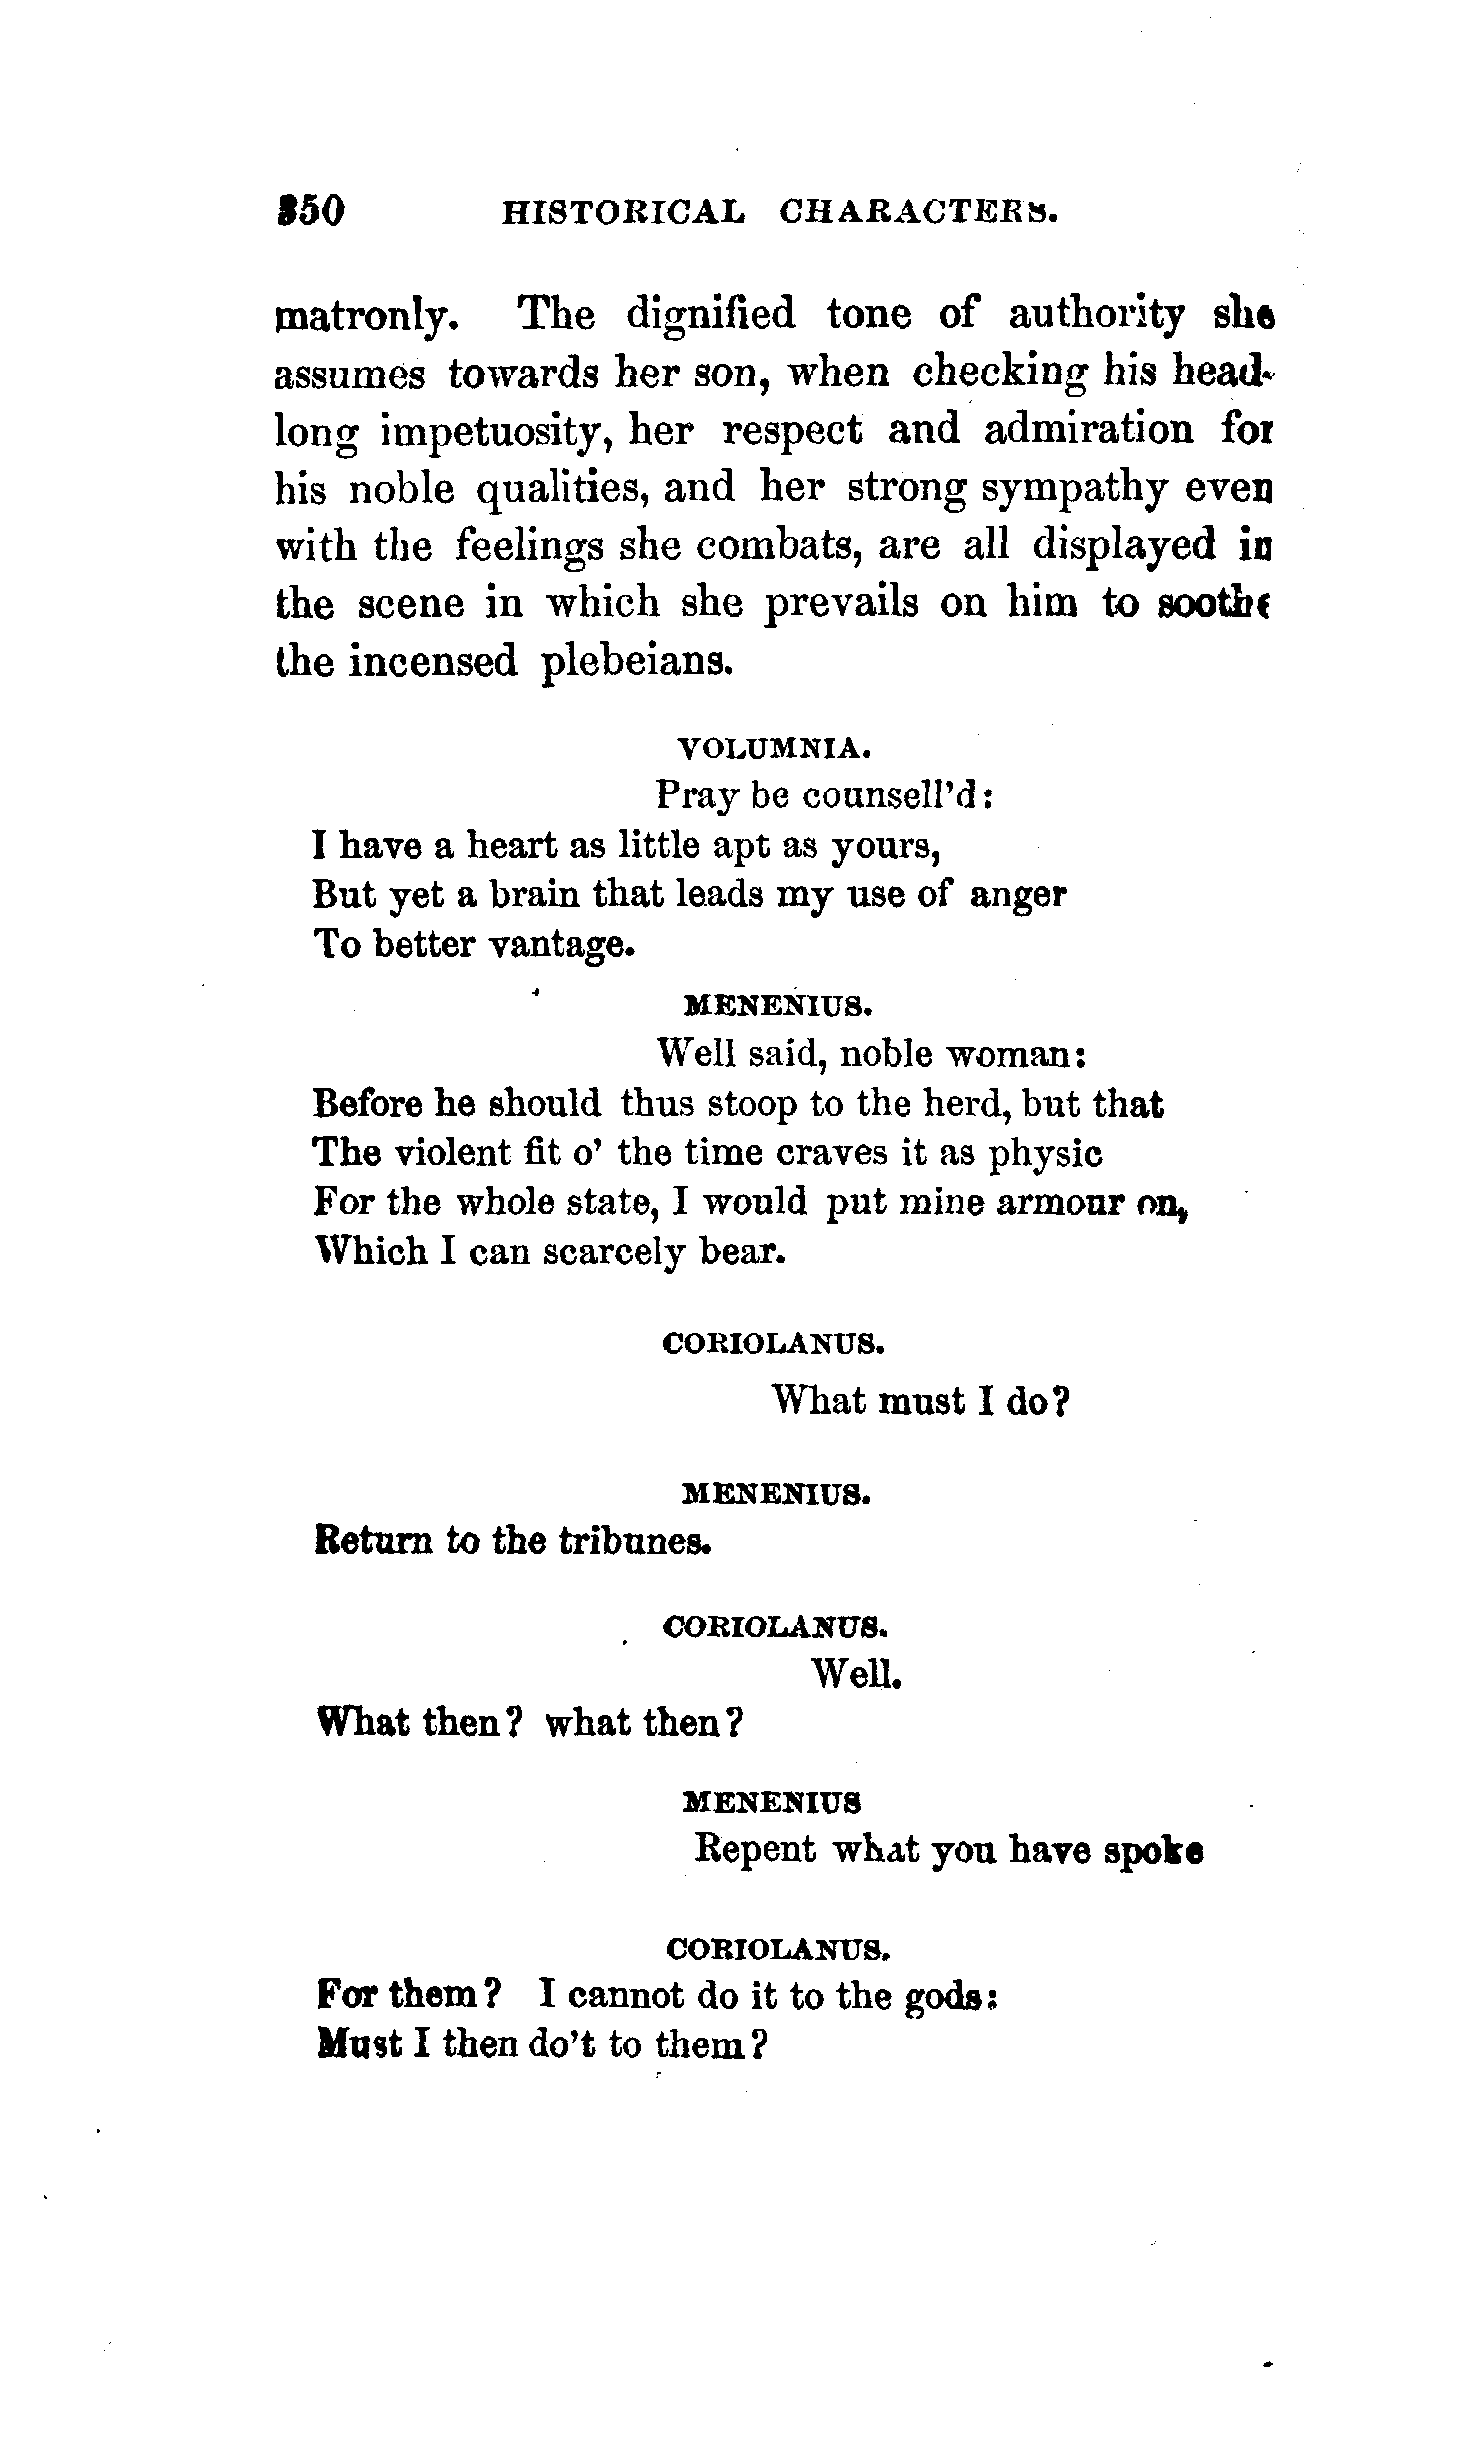 350 HISTORICAL CHARACTERS.
matronly. The dignified tone of authority she
assumes towards her son, when checking his head-
long impetuosity, her respect and admiration for
his noble qualities, and her strong sympathy even
with the feelings she combats, are all displayed in
the scene in which she prevails on him to soothe
the incensed plebeians.
VOLUMNIA.
Pray be counsell'd:
I have a heart as little apt as yours,
But yet a brain that leads my use of anger
To better vantage.
MENENIUS.
Well said, noble woman:
Before he should thus stoop to the herd, but that
The violent fit o' the time craves it as physic
For the whole state, I would put mine armour on,
Which I can scarcely bear.
CORIOLANUS.
What must I do?
MENENIUS.
Return to the tribunes.
CORIOLANUS.
Well.
What then? what then?
MENENIUS
Repent what you have spoke
CORIOLANUS.
For them? I cannot do it to the gods:
Must I then do't to them?